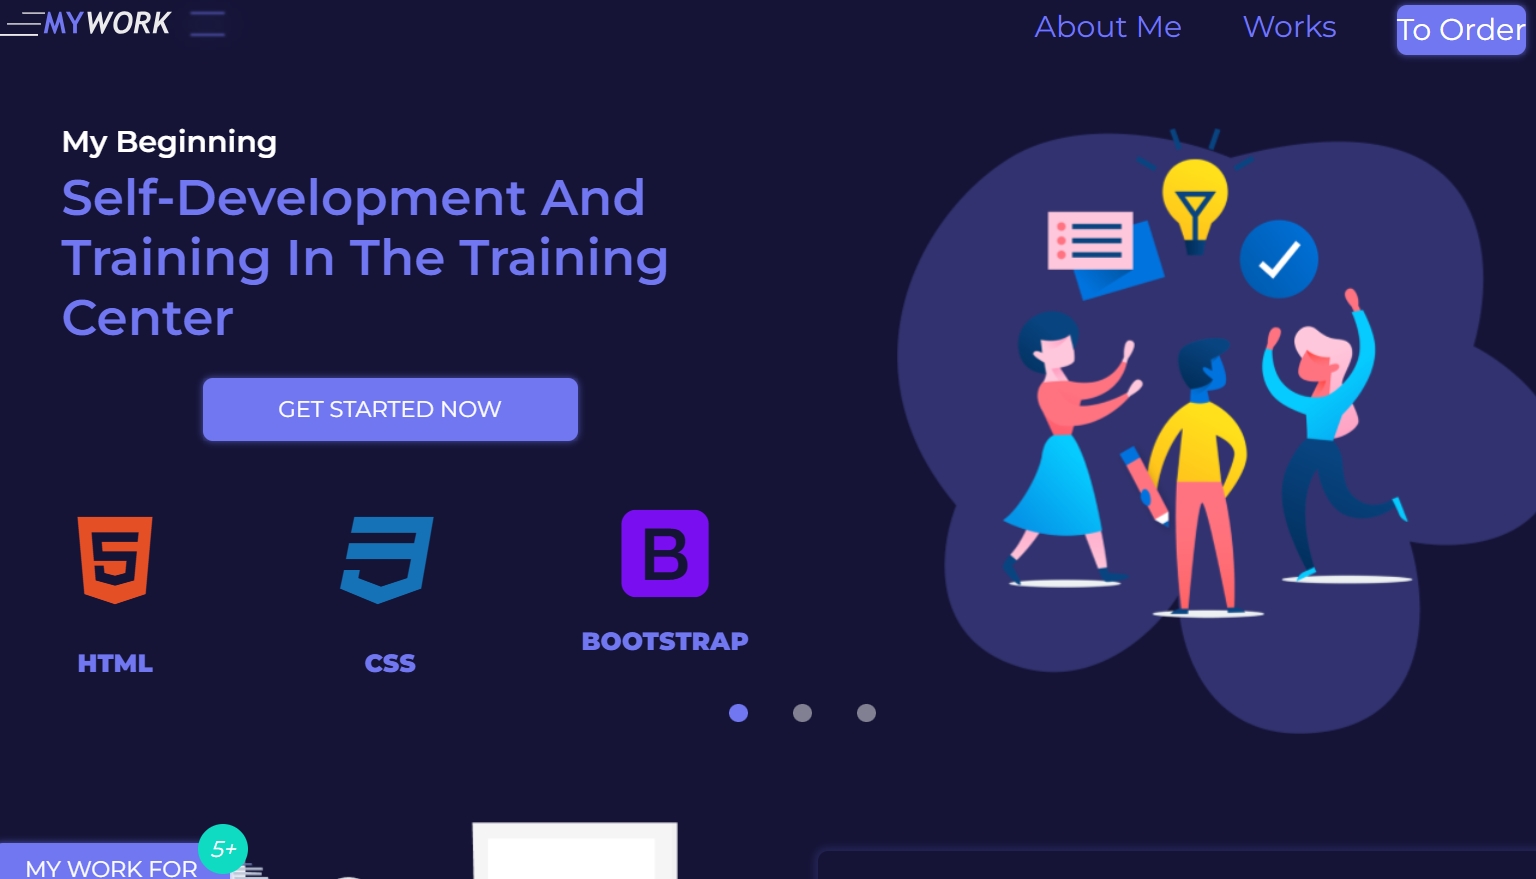 MYWORK
About Me
Works
To Order
My Beginning
Self-Development And
Training In The Training
Center
GET STARTED NOW
B
HTML
CSS
BOOTSTRAP
5+
MY WORK FOR